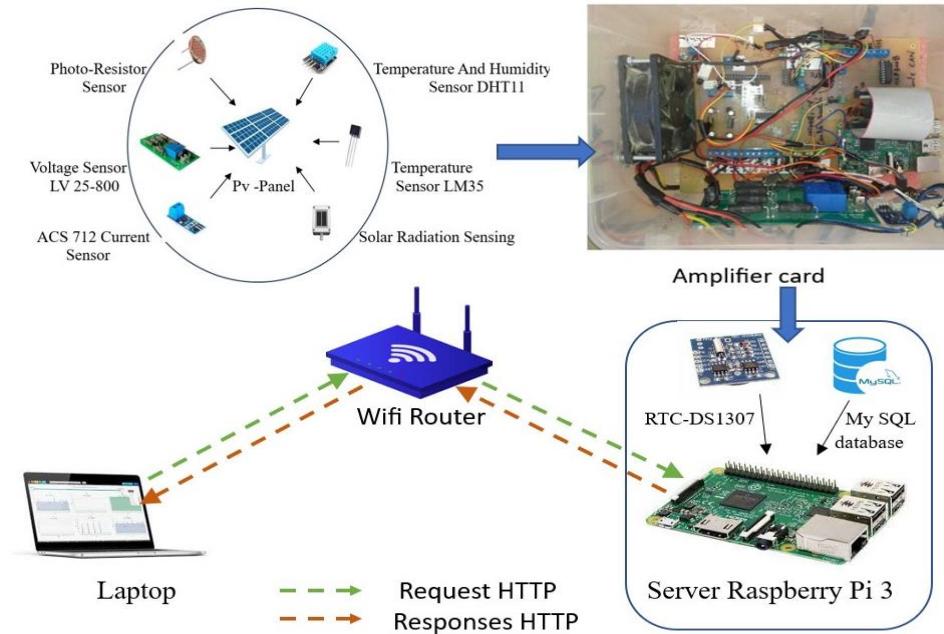 Photo-Resistor
Sensor
Temperature And Humidity
Sensor DHT11
Voltage Sensor
LV 25-800
Pv -Panel
Temperature
Sensor LM35
ACS 712 Current
Sensor
Solar Radiation Sensing
Amplifier card
Wifi Router
MySQL
RTC-DS1307
My SQL
database
Laptop
Server Raspberry Pi 3
Request HTTP
Responses HTTP